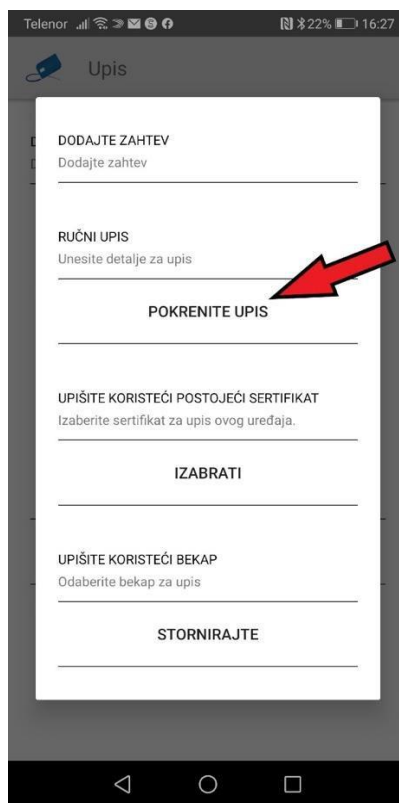 Telenor 22% 16:27
Upis
DODAJTE ZAHTEV
Dodajte zahtev
RUČNI UPIS
Unesite detalje za upis
POKRENITE UPIS
UPIŠITE KORISTEĆI POSTOJEĆI SERTIFIKAT
Izaberite sertifikat za upis ovog uređaja.
IZABRATI
UPIŠITE KORISTEĆI BEKAP
Odaberite bekap za upis
STORNIRAJTE